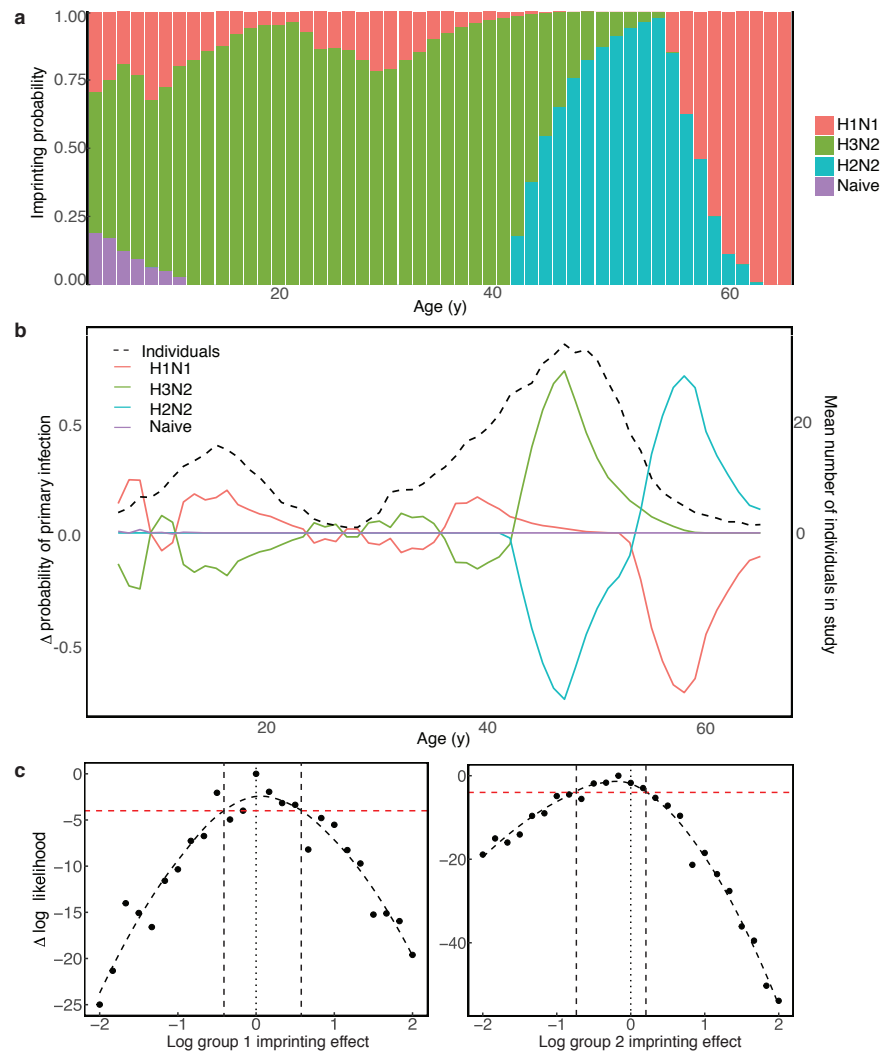 a
1.00
0.75
0.50
0.25
0.00
Imprinting probability
20
40
60
Age (y)
H1N1
H3N2
H2N2
Naive
b
Individuals
H1N1
H3N2
H2N2
Naive
0.5
0.0
-0.5
Δ probability of primary infection
20
0
Mean number of individuals in study
20
40
60
Age (y)
c
0
−5
−10
−15
−20
−25
Δ log likelihood
−2
−1
0
1
2
Log group 1 imprinting effect
0
−20
−40
−2
−1
0
1
2
Log group 2 imprinting effect